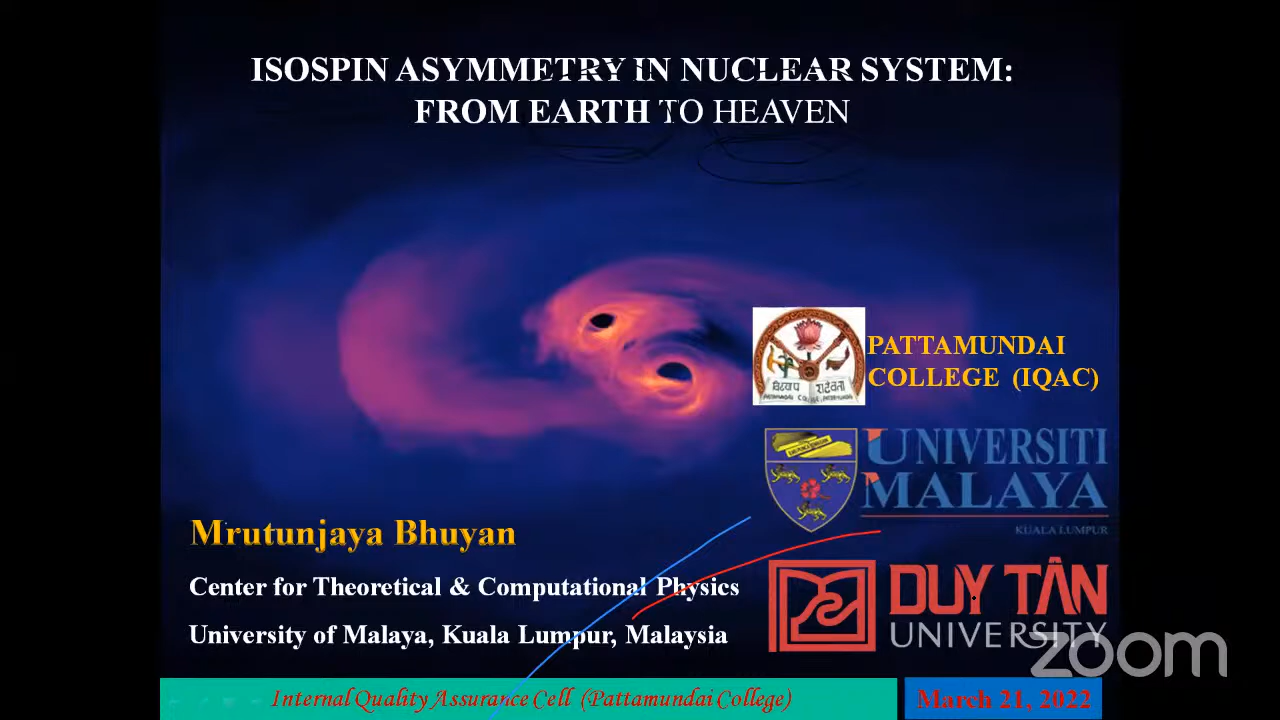 ISOSPIN ASYMMETRY IN NUCLEAR SYSTEM:
FROM EARTH TO HEAVEN
PATTAMUNDAI
COLLEGE (IQAC)
UNIVERSITI
MALAYA
KUALA LUMPUR
Mrutunjaya Bhuyan
Center for Theoretical & Computational Physics
University of Malaya, Kuala Lumpur, Malaysia
DUY TÂN
UNIVERSITY
zoom
Internal Quality Assurance Cell (Pattamundai College)
March 21, 2022